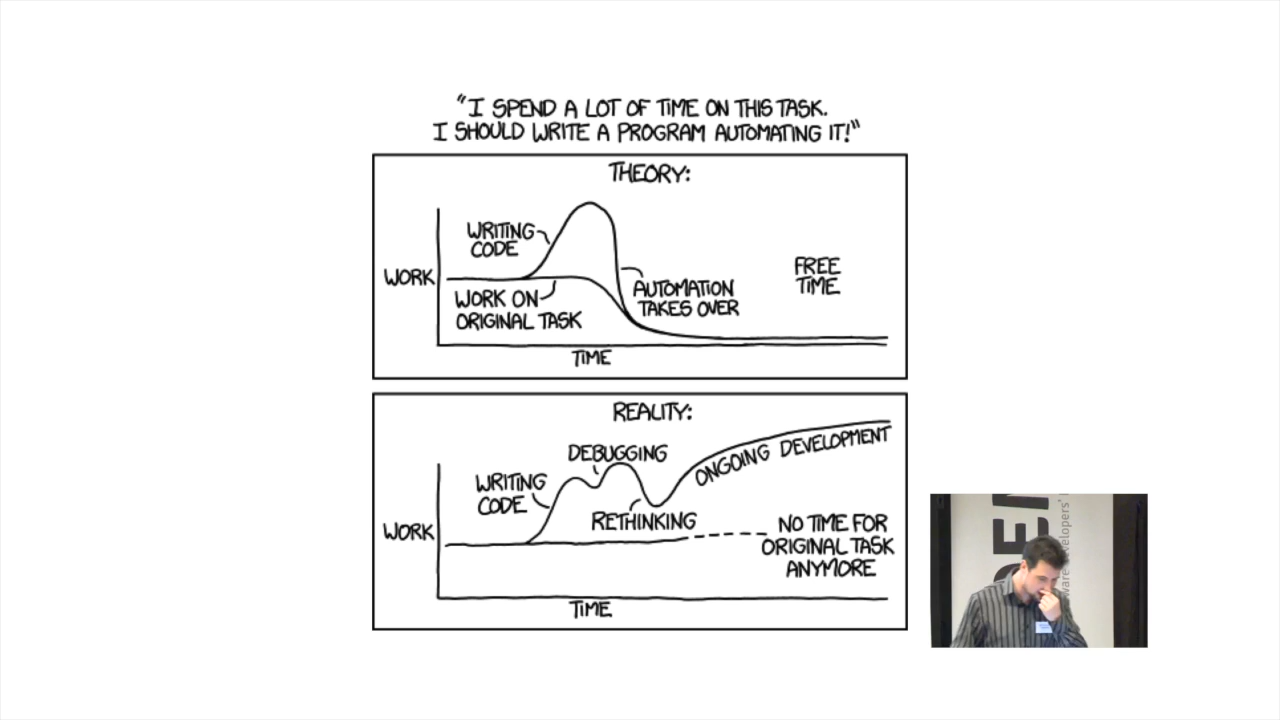 "I SPEND A LOT OF TIME ON THIS TASK.
I SHOULD WRITE A PROGRAM AUTOMATING IT!"
THEORY:
WRITING
CODE
WORK
WORK ON
ORIGINAL TASK
AUTOMATION
TAKES OVER
FREE
TIME
TIME
REALITY:
WRITING
CODE
DEBUGGING
RETHINKING
ONGOING DEVELOPMENT
WORK
NO TIME FOR
ORIGINAL TASK
ANYMORE
TIME
ware Developers'